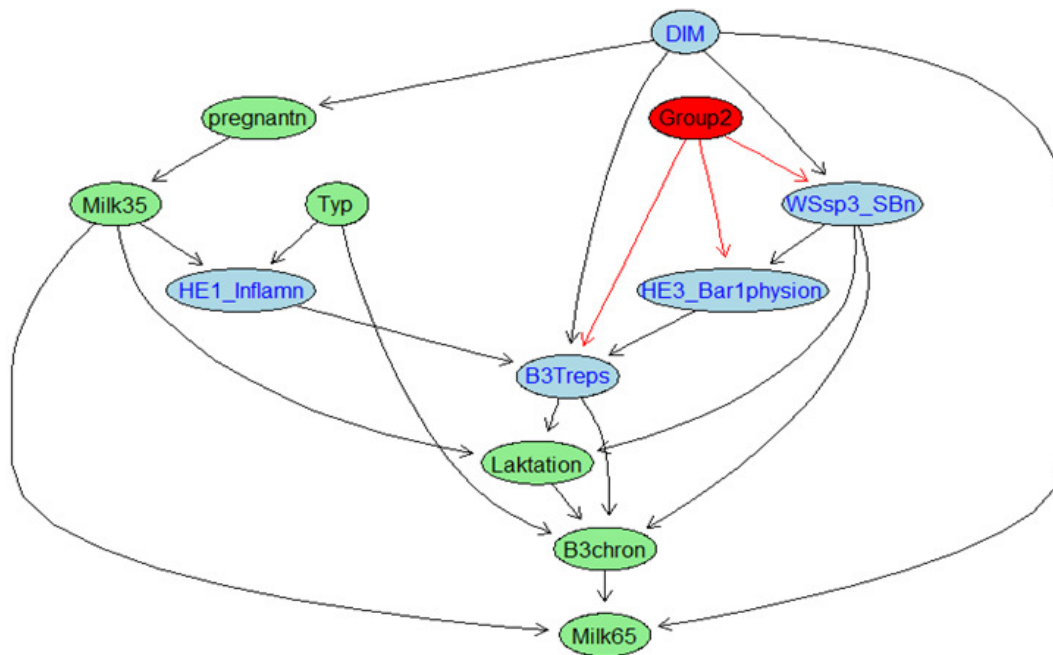 DIM
pregnantn
Group2
Milk35
Typ
WSsp3_SBn
HE1_Inflamn
HE3_Bar1physion
B3Treps
Laktation
B3chron
Milk65